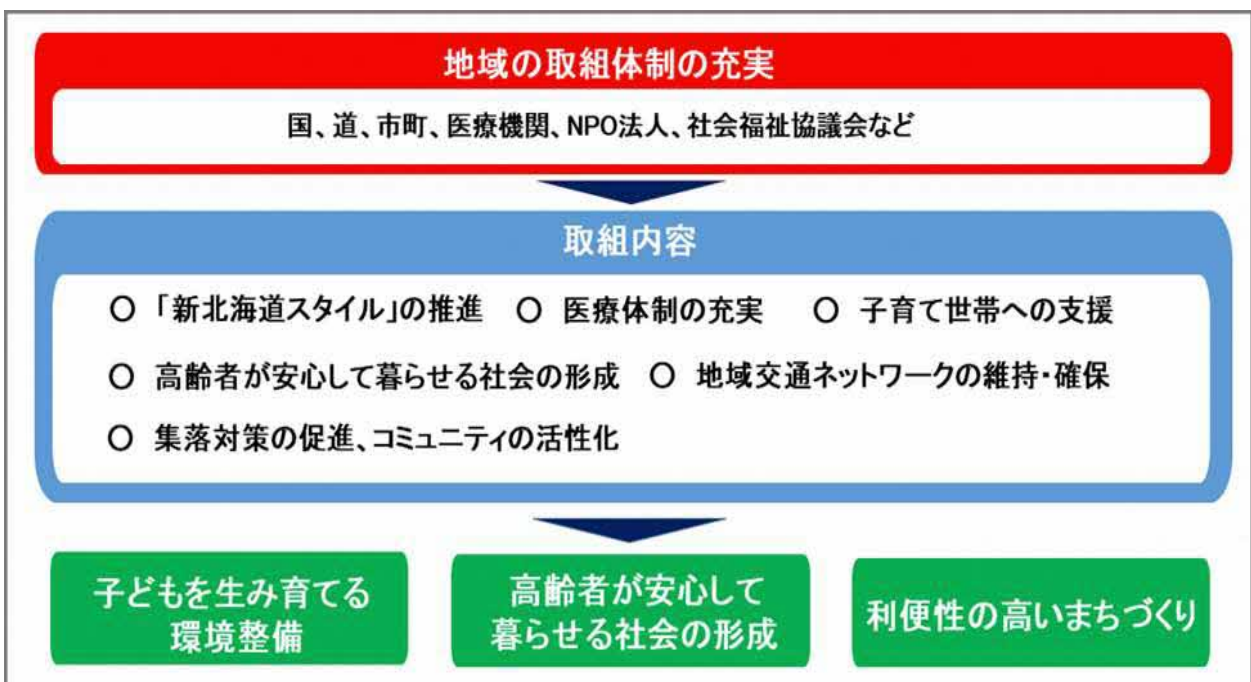 地域の取組体制の充実
国、道、市町、医療機関、NPO法人、社会福祉協議会など
取組内容
○ 「新北海道スタイル」の推進 ○ 医療体制の充実 ○ 子育て世帯への支援
○ 高齢者が安心して暮らせる社会の形成 ○ 地域交通ネットワークの維持・確保
○ 集落対策の促進、コミュニティの活性化
子どもを生み育てる
環境整備
高齢者が安心して
暮らせる社会の形成
利便性の高いまちづくり